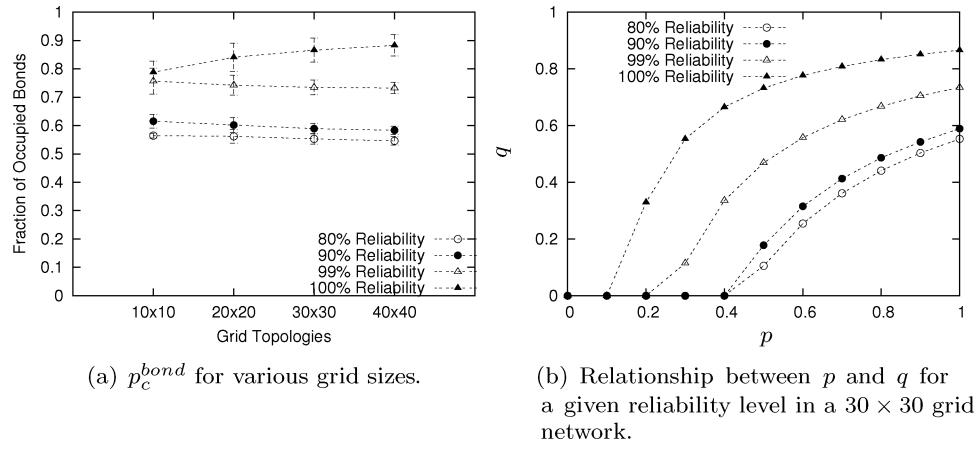 1
0.9
0.8
0.7
0.6
0.5
0.4
0.3
0.2
0.1
0
Fraction of Occupied Bonds
80% Reliability
90% Reliability
99% Reliability
100% Reliability
10x10 20x20 30x30 40x40
Grid Topologies
(a) p_c^{bond} for various grid sizes.
1
0.8
0.6
0.4
0.2
0
q
80% Reliability
90% Reliability
99% Reliability
100% Reliability
0 0.2 0.4 0.6 0.8 1
p
(b) Relationship between p and q for
a given reliability level in a 30 × 30 grid
network.